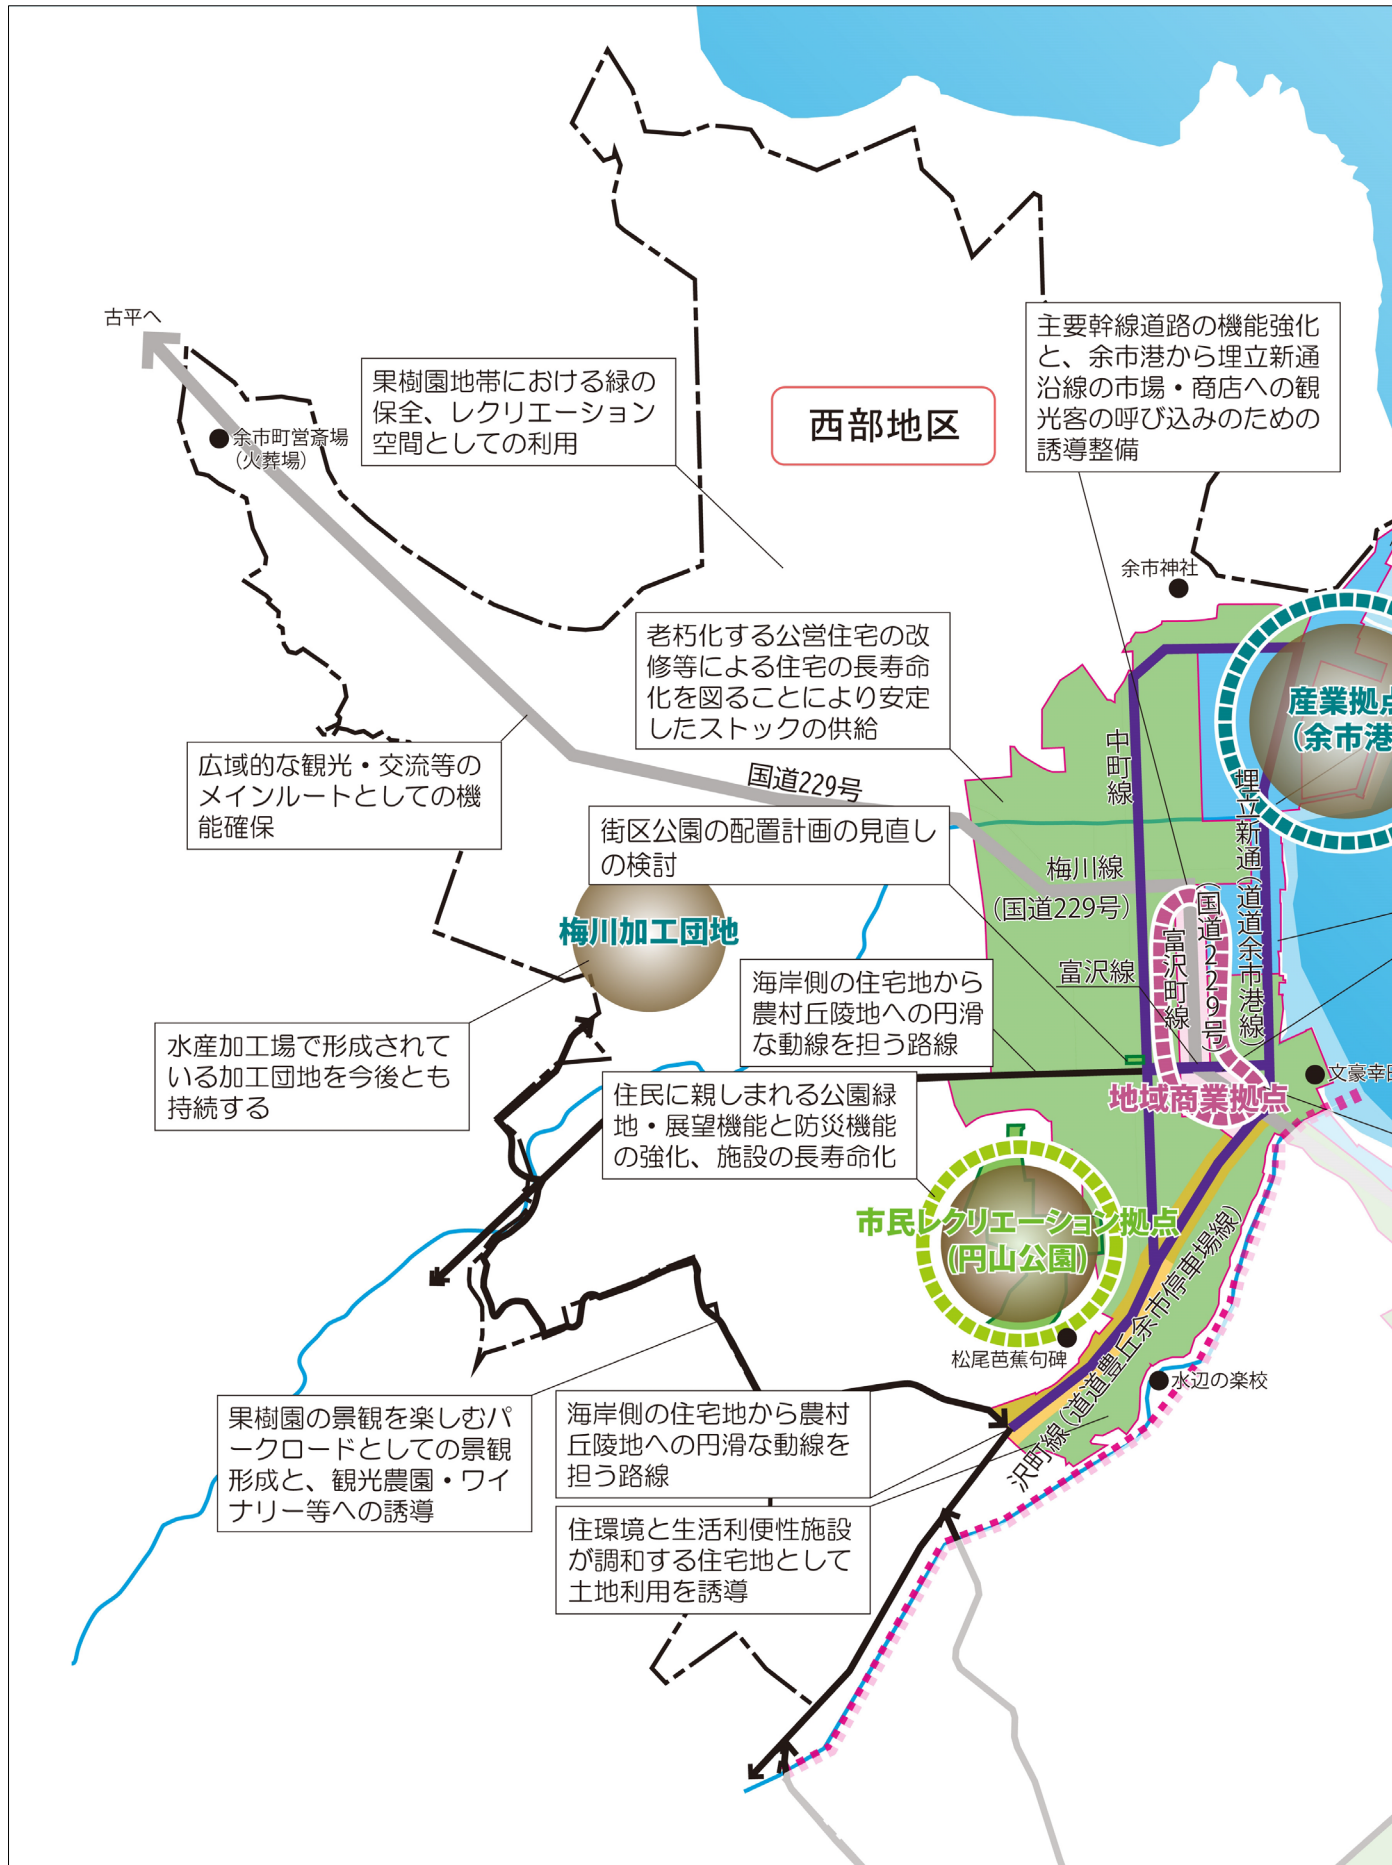 古平へ
余市町営斎場
（火葬場）
果樹園地帯における緑の
保全、レクリエーション
空間としての利用
西部地区
主要幹線道路の機能強化
と、余市港から埋立新通
沿線の市場・商店への観
光客の呼び込みのための
誘導整備
余市神社
老朽化する公営住宅の改
修等による住宅の長寿命
化を図ることにより安定
したストックの供給
産業拠点
（余市港
中町線
埋立新通（道道余市港線）
広域的な観光・交流等の
メインルートとしての機
能確保
国道229号
街区公園の配置計画の見直し
の検討
梅川線
（国道229号）
（国道229号）
富沢町線
富沢線
梅川加工団地
海岸側の住宅地から
農村丘陵地への円滑
な動線を担う路線
水産加工場で形成されて
いる加工団地を今後とも
持続する
住民に親しまれる公園緑
地・展望機能と防災機能
の強化、施設の長寿命化
地域商業拠点
文豪幸田
市民レクリエーション拠点
（円山公園）
松尾芭蕉句碑
水辺の楽校
沢町線（道道豊丘余市停車場線）
果樹園の景観を楽しむパ
ークロードとしての景観
形成と、観光農園・ワイ
ナリー等への誘導
海岸側の住宅地から農村
丘陵地への円滑な動線を
担う路線
住環境と生活利便性施設
が調和する住宅地として
土地利用を誘導